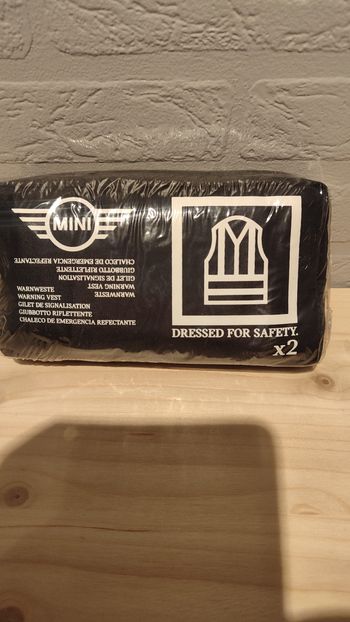 MINI
CHALECO DE EMERGENCIA REFECTANTE
GIUBBOTTO RIFLETTENTE
GILET DE SIGNALISATION
WARNING VEST
WARNWESTE
WARNWESTE
WARNING VEST
GILET DE SIGNALISATION
GIUBBOTTO RIFLETTENTE
CHALECO DE EMERGENCIA REFECTANTE
DRESSED FOR SAFETY.
x2